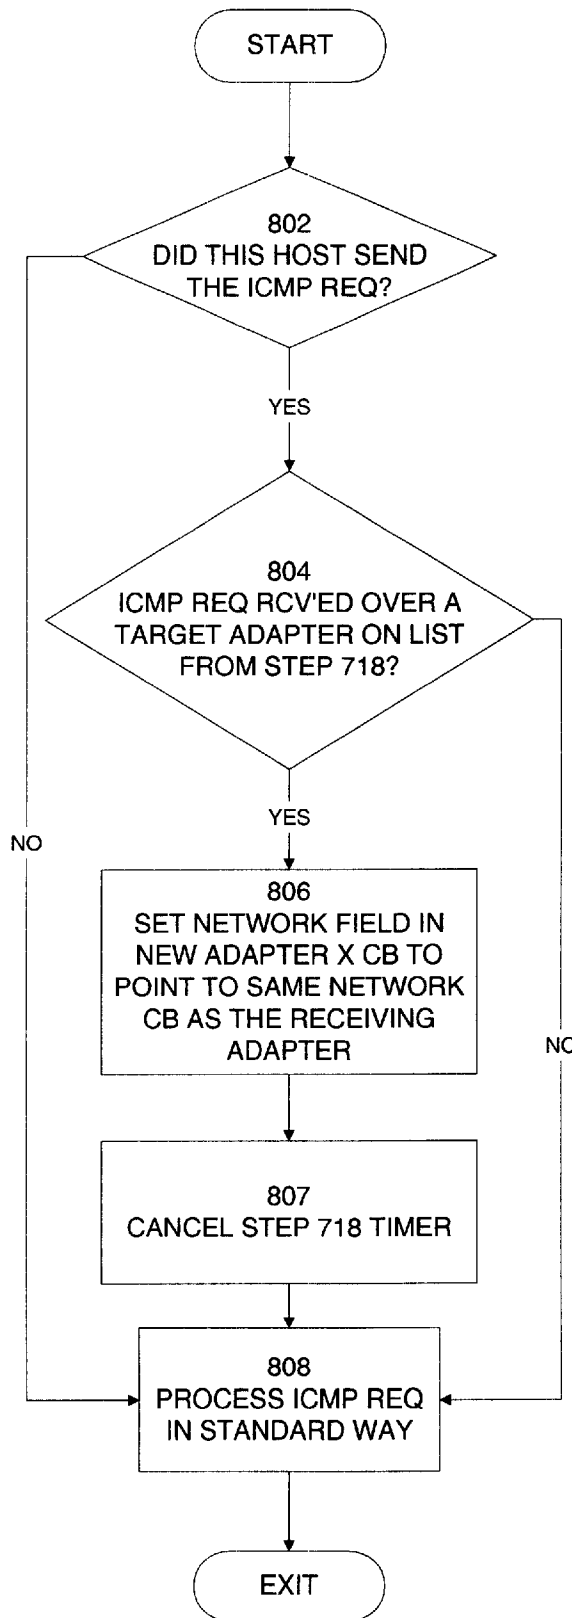 START
802
DID THIS HOST SEND
THE ICMP REQ?
YES
804
ICMP REQ RCV'ED OVER A
TARGET ADAPTER ON LIST
FROM STEP 718?
YES
NO
806
SET NETWORK FIELD IN
NEW ADAPTER X CB TO
POINT TO SAME NETWORK
CB AS THE RECEIVING
ADAPTER
NO
807
CANCEL STEP 718 TIMER
808
PROCESS ICMP REQ
IN STANDARD WAY
EXIT